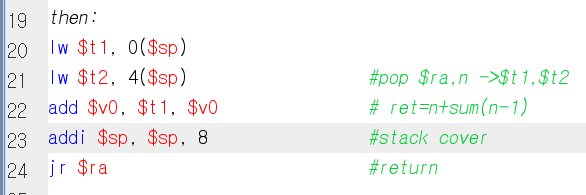 19 then:
20 lw $t1, 0($sp)
21 lw $t2, 4($sp) #pop $ra,n ->$t1,$t2
22 add $v0, $t1, $v0 # ret=n+sum(n-1)
23 addi $sp, $sp, 8 #stack cover
24 jr $ra #return